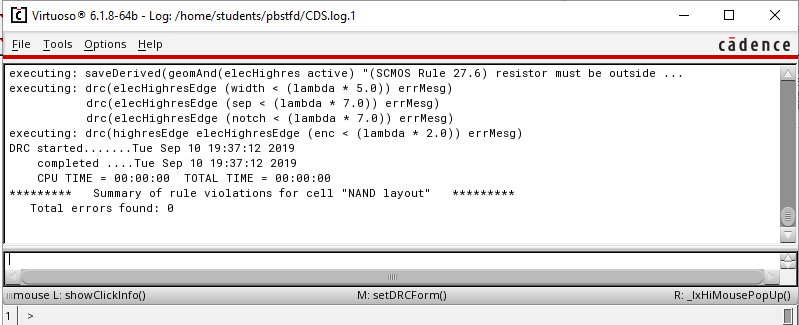 Virtuoso® 6.1.8-64b - Log: /home/students/pbstfd/CDS.log.1
File Tools Options Help cādence
executing: saveDerived(geomAnd(elecHighres active) "(SCMOS Rule 27.6) resistor must be outside ...
executing: drc(elecHighresEdge (width < (lambda * 5.0)) errMesg)
drc(elecHighresEdge (sep < (lambda * 7.0)) errMesg)
drc(elecHighresEdge (notch < (lambda * 7.0)) errMesg)
executing: drc(highresEdge elecHighresEdge (enc < (lambda * 2.0)) errMesg)
DRC started.......Tue Sep 10 19:37:12 2019
completed ....Tue Sep 10 19:37:12 2019
CPU TIME = 00:00:00 TOTAL TIME = 00:00:00
********* Summary of rule violations for cell "NAND layout" *********
Total errors found: 0
mouse L: showClickInfo() M: setDRCForm() R: _lxHiMousePopUp()
1 >